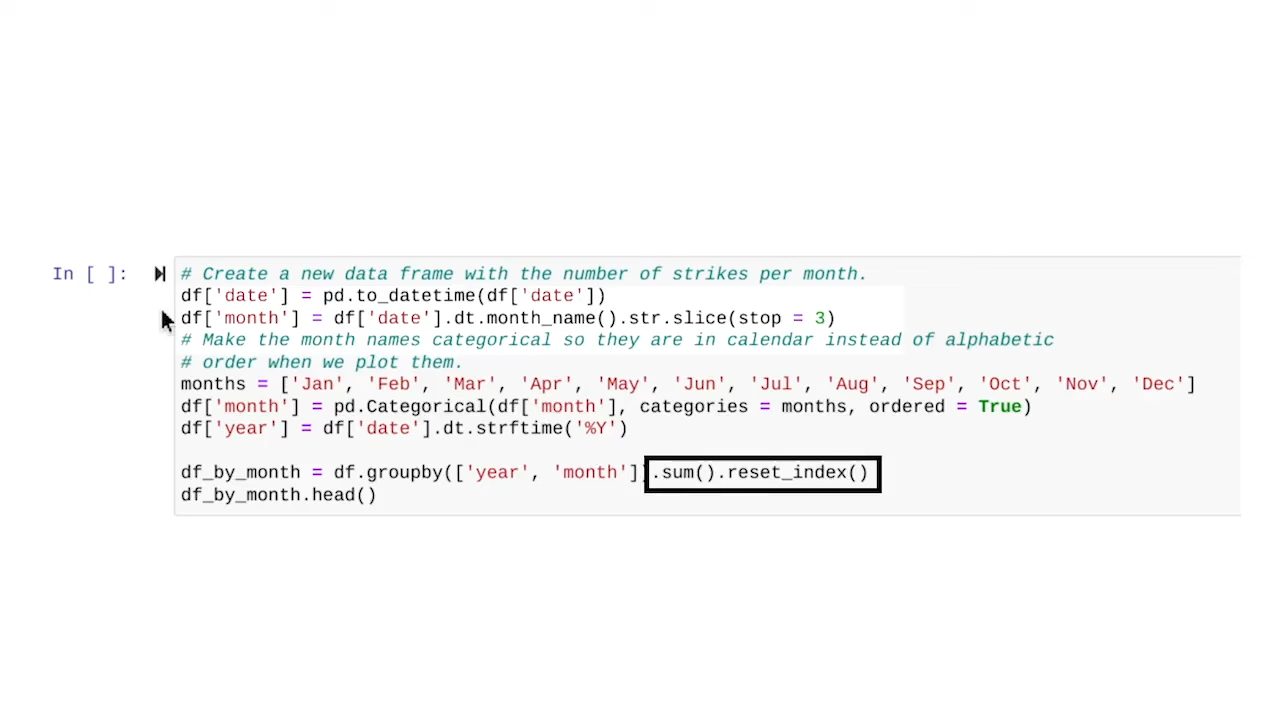 In [ ]:
# Create a new data frame with the number of strikes per month.
df['date'] = pd.to_datetime(df['date'])
df['month'] = df['date'].dt.month_name().str.slice(stop = 3)
# Make the month names categorical so they are in calendar instead of alphabetic
# order when we plot them.
months = ['Jan', 'Feb', 'Mar', 'Apr', 'May', 'Jun', 'Jul', 'Aug', 'Sep', 'Oct', 'Nov', 'Dec']
df['month'] = pd.Categorical(df['month'], categories = months, ordered = True)
df['year'] = df['date'].dt.strftime('%Y')
df_by_month = df.groupby(['year', 'month']).sum().reset_index()
df_by_month.head()